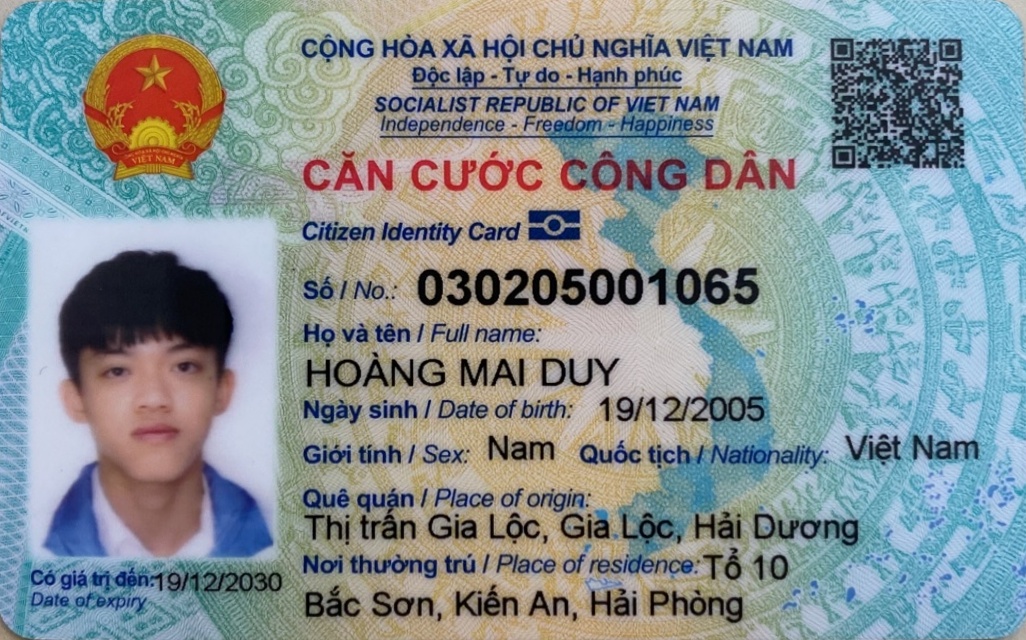 CỘNG HÒA XÃ HỘI CHỦ NGHĨA VIỆT NAM
Độc lập - Tự do - Hạnh phúc
SOCIALIST REPUBLIC OF VIET NAM
Independence - Freedom - Happiness
VIỆT NAM
CĂN CƯỚC CÔNG DÂN
Citizen Identity Card
Số / No.: 030205001065
Họ và tên / Full name:
HOÀNG MAI DUY
Ngày sinh / Date of birth: 19/12/2005
Giới tính / Sex: Nam Quốc tịch / Nationality: Việt Nam
Quê quán / Place of origin:
Thị trấn Gia Lộc, Gia Lộc, Hải Dương
Nơi thường trú / Place of residence: Tổ 10
Bắc Sơn, Kiến An, Hải Phòng
Có giá trị đến: 19/12/2030
Date of expiry